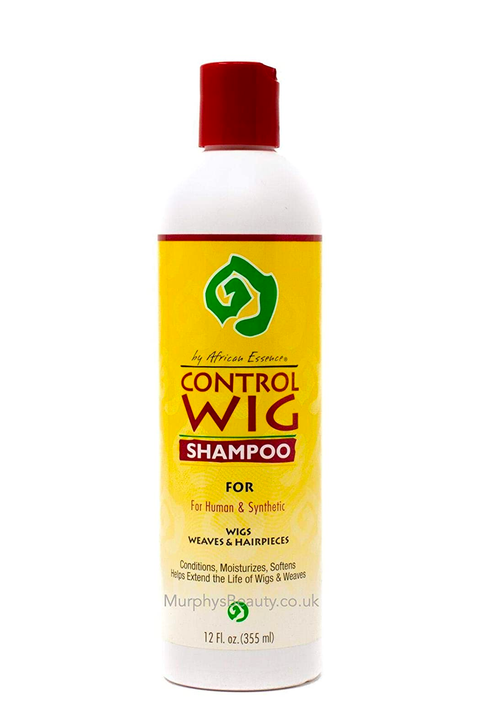 by African Essence®
CONTROL
WIG
SHAMPOO
FOR
For Human & Synthetic
WIGS
WEAVES & HAIRPIECES
Conditions, Moisturizes, Softens
Helps Extend the Life of Wigs & Weaves
MurphysBeauty.co.uk
12 Fl. oz. (355 ml)